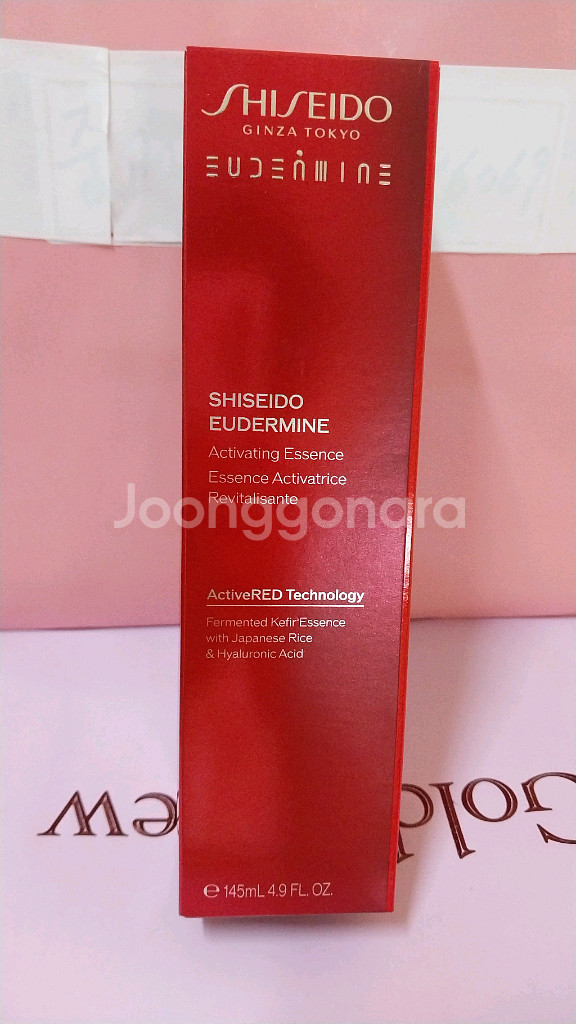 SHISEIDO
GINZA TOKYO
EUDERMINE
SHISEIDO
EUDERMINE
Activating Essence
Essence Activatrice
Revitalisante
Joonggonara
ActiveRED Technology
Fermented Kefir⁺Essence
with Japanese Rice
& Hyaluronic Acid
℮ 145mL 4.9 FL. OZ.